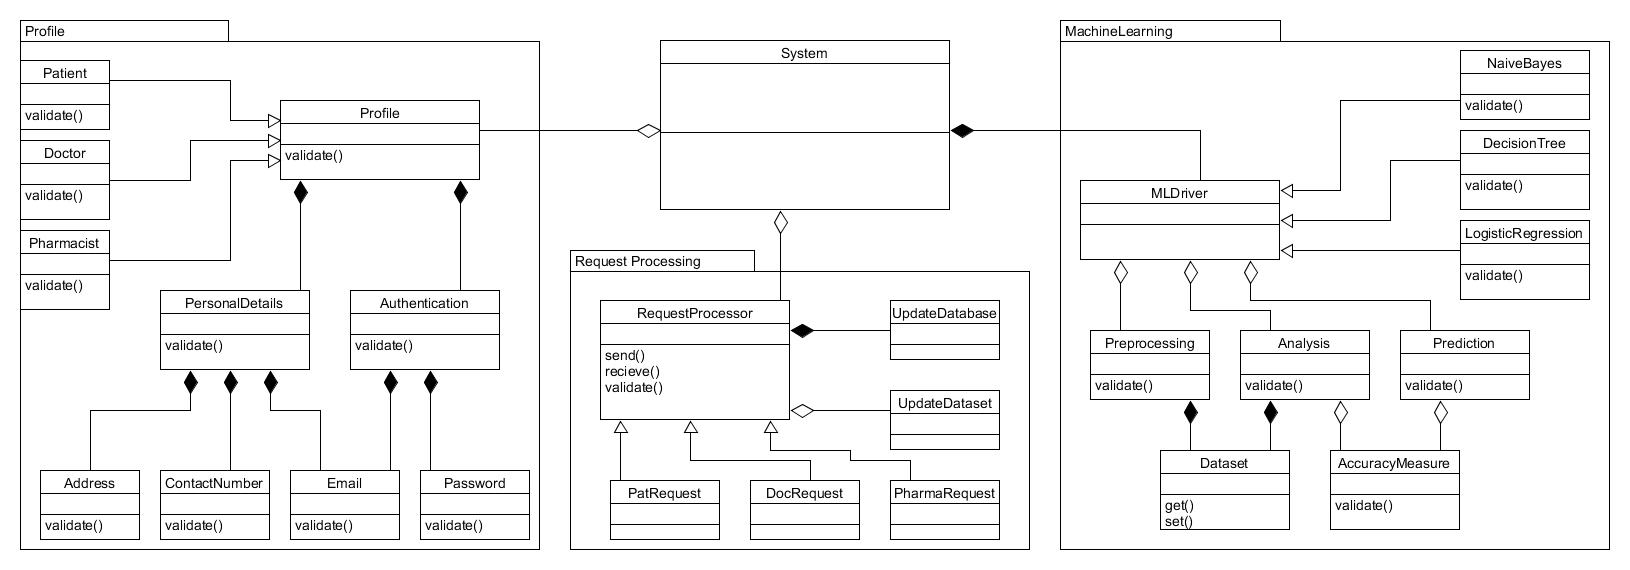 Profile
Patient
validate()
Doctor
validate()
Pharmacist
validate()
Profile
validate()
PersonalDetails
validate()
Authentication
validate()
Address
validate()
ContactNumber
validate()
Email
validate()
Password
validate()
System
Request Processing
RequestProcessor
send()
recieve()
validate()
UpdateDatabase
UpdateDataset
PatRequest
DocRequest
PharmaRequest
MachineLearning
NaiveBayes
validate()
DecisionTree
validate()
LogisticRegression
validate()
MLDriver
Preprocessing
validate()
Analysis
validate()
Prediction
validate()
Dataset
get()
set()
AccuracyMeasure
validate()